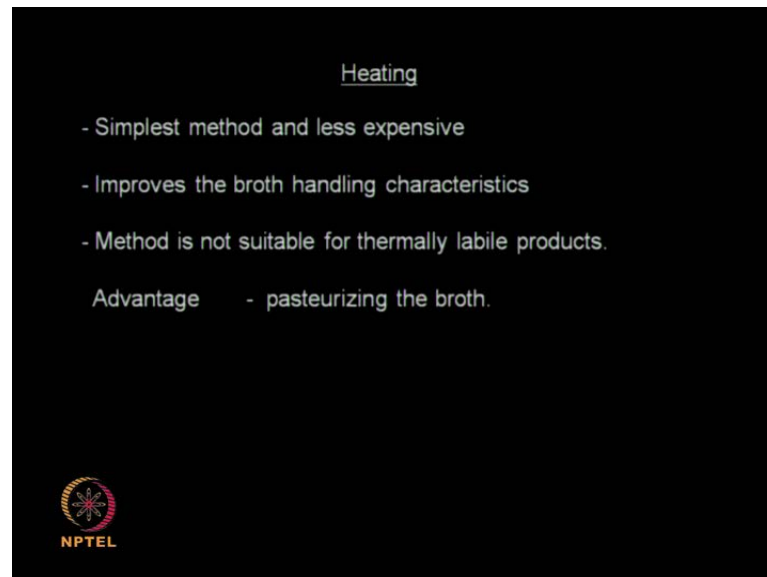 Heating
- Simplest method and less expensive
- Improves the broth handling characteristics
- Method is not suitable for thermally labile products.
Advantage - pasteurizing the broth.
NPTEL